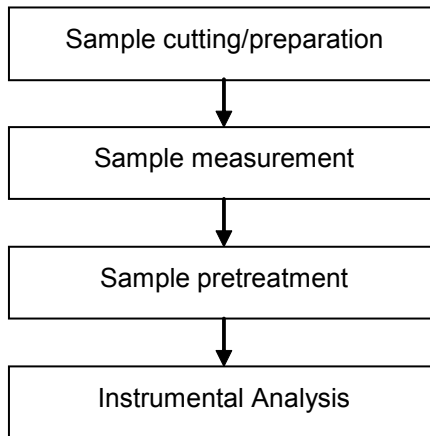 Sample cutting/preparation
Sample measurement
Sample pretreatment
Instrumental Analysis